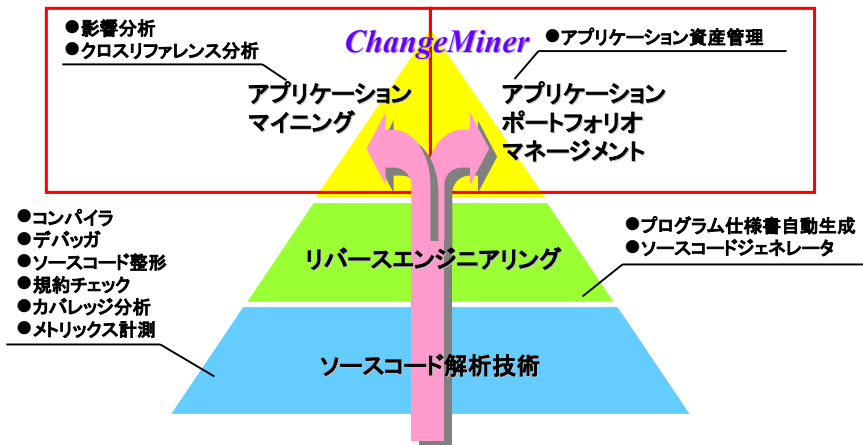 ●影響分析
●クロスリファレンス分析
ChangeMiner
●アプリケーション資産管理
アプリケーション
マイニング
アプリケーション
ポートフォリオ
マネージメント
●コンパイラ
●デバッガ
●ソースコード整形
●規約チェック
●カバレッジ分析
●メトリックス計測
リバースエンジニアリング
●プログラム仕様書自動生成
●ソースコードジェネレータ
ソースコード解析技術